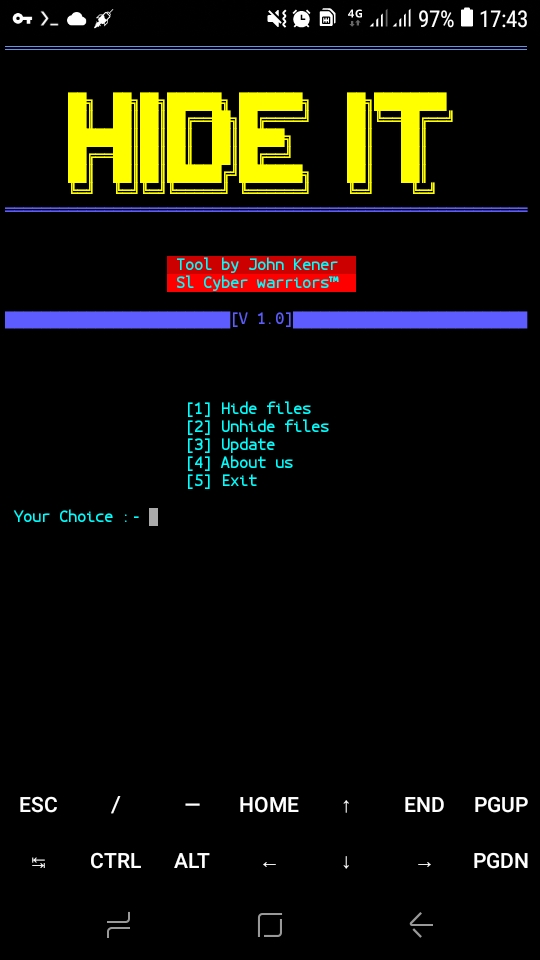 4G 97% 17:43
HIDE IT
Tool by John Kener
Sl Cyber warriors™
[V 1.0]
[1] Hide files
[2] Unhide files
[3] Update
[4] About us
[5] Exit
Your Choice :-
ESC / — HOME ↑ END PGUP
↹ CTRL ALT ← ↓ → PGDN